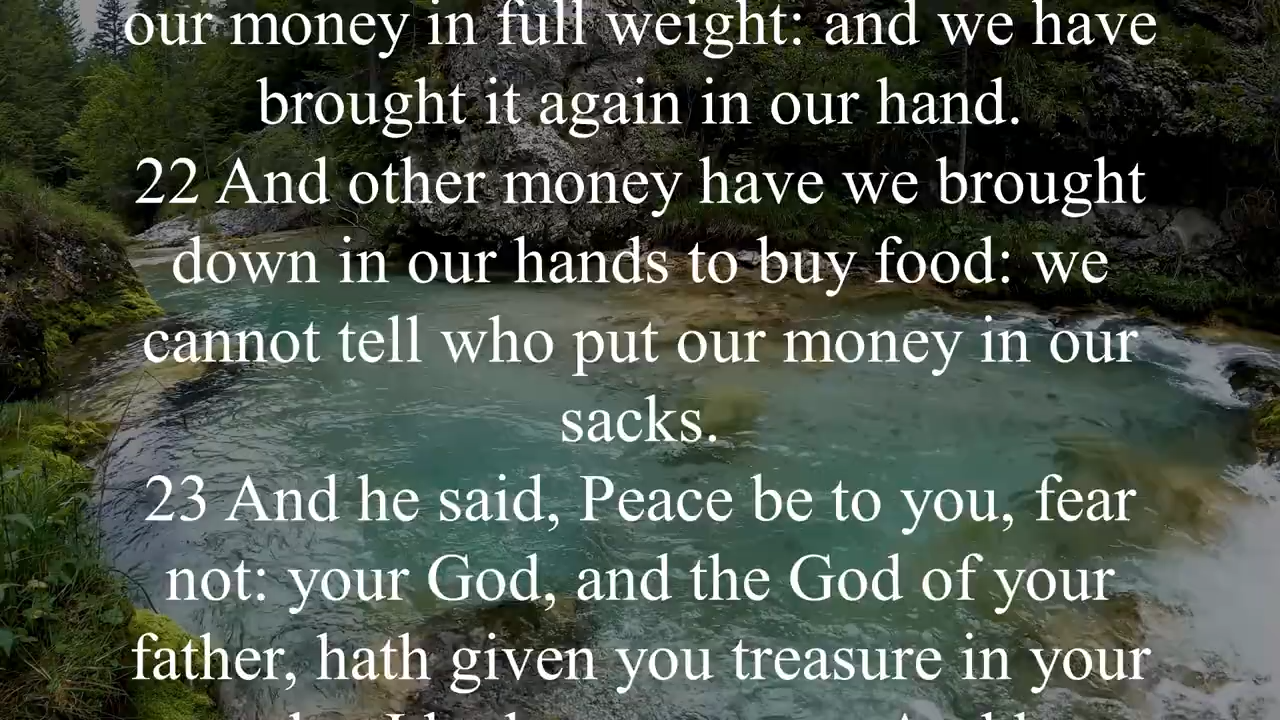 our money in full weight: and we have
brought it again in our hand.
22 And other money have we brought
down in our hands to buy food: we
cannot tell who put our money in our
sacks.
23 And he said, Peace be to you, fear
not: your God, and the God of your
father, hath given you treasure in your